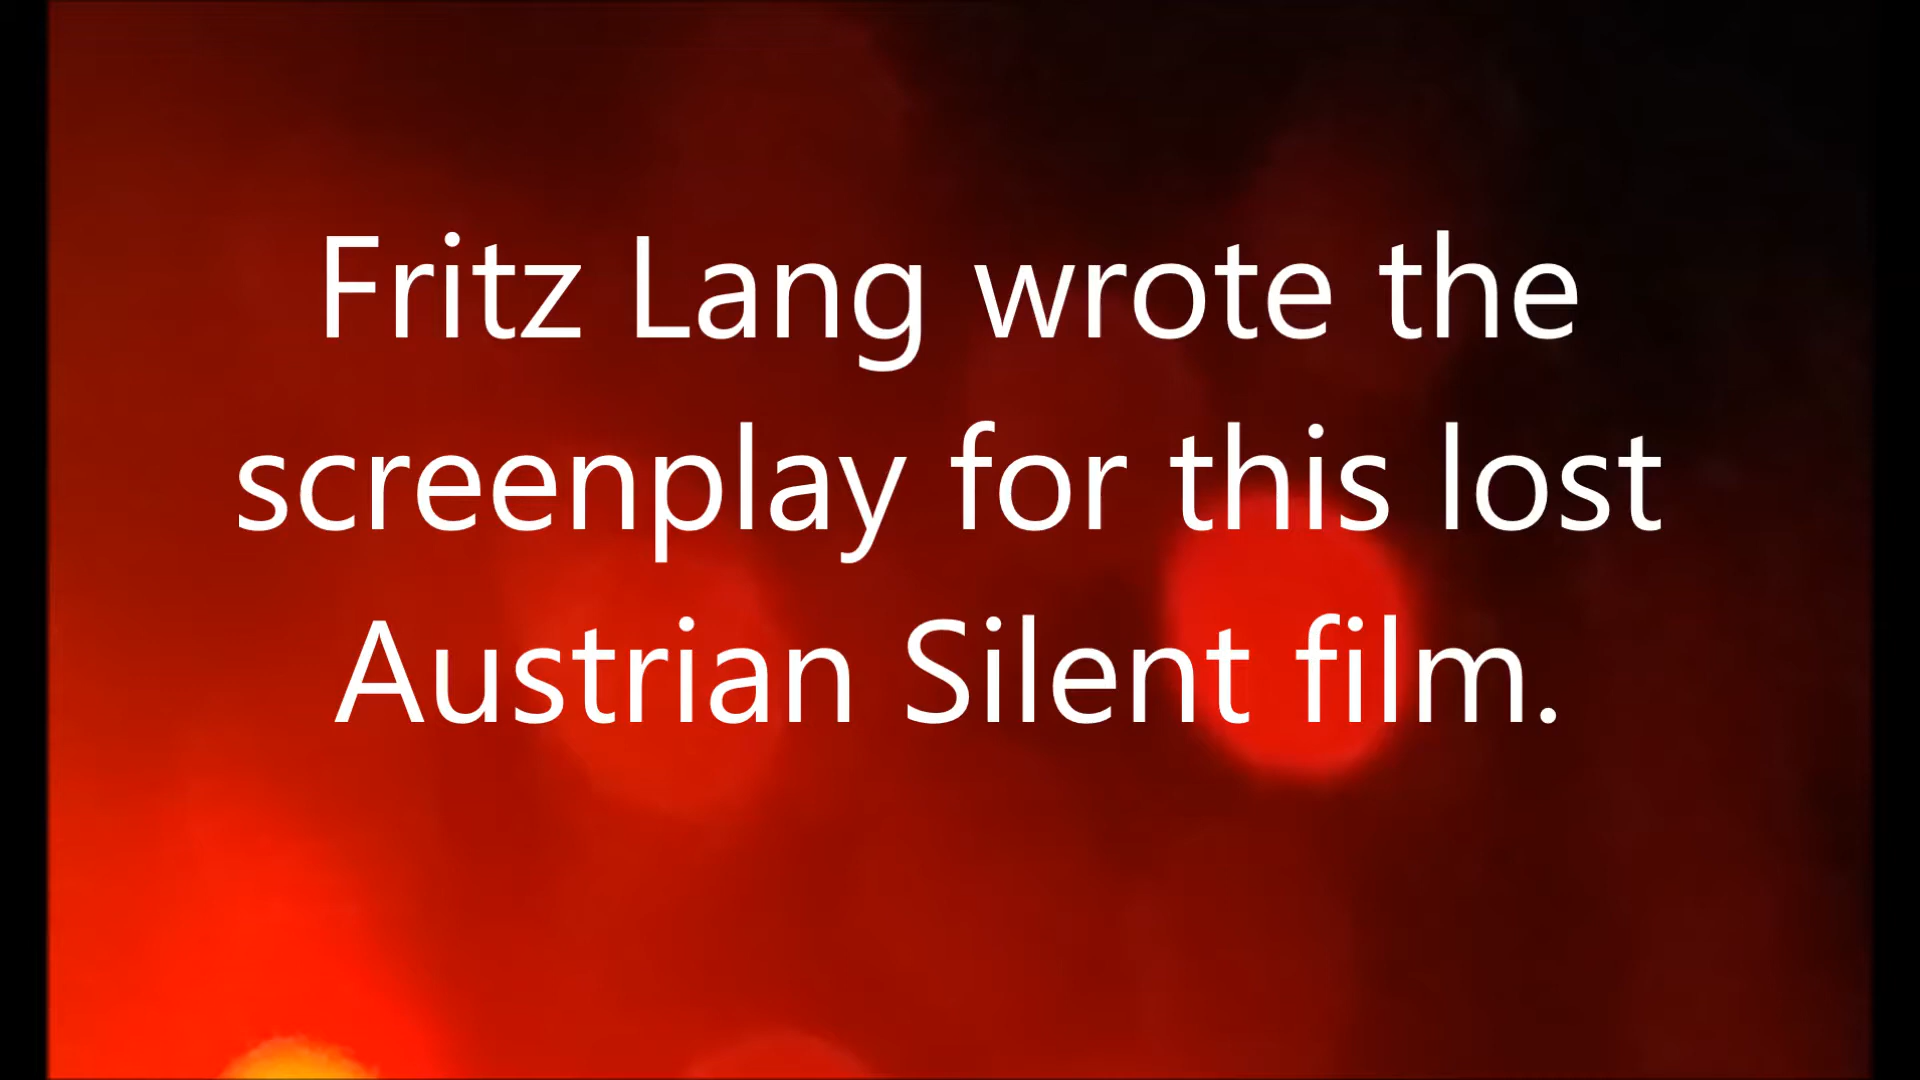 Fritz Lang wrote the
screenplay for this lost
Austrian Silent film.